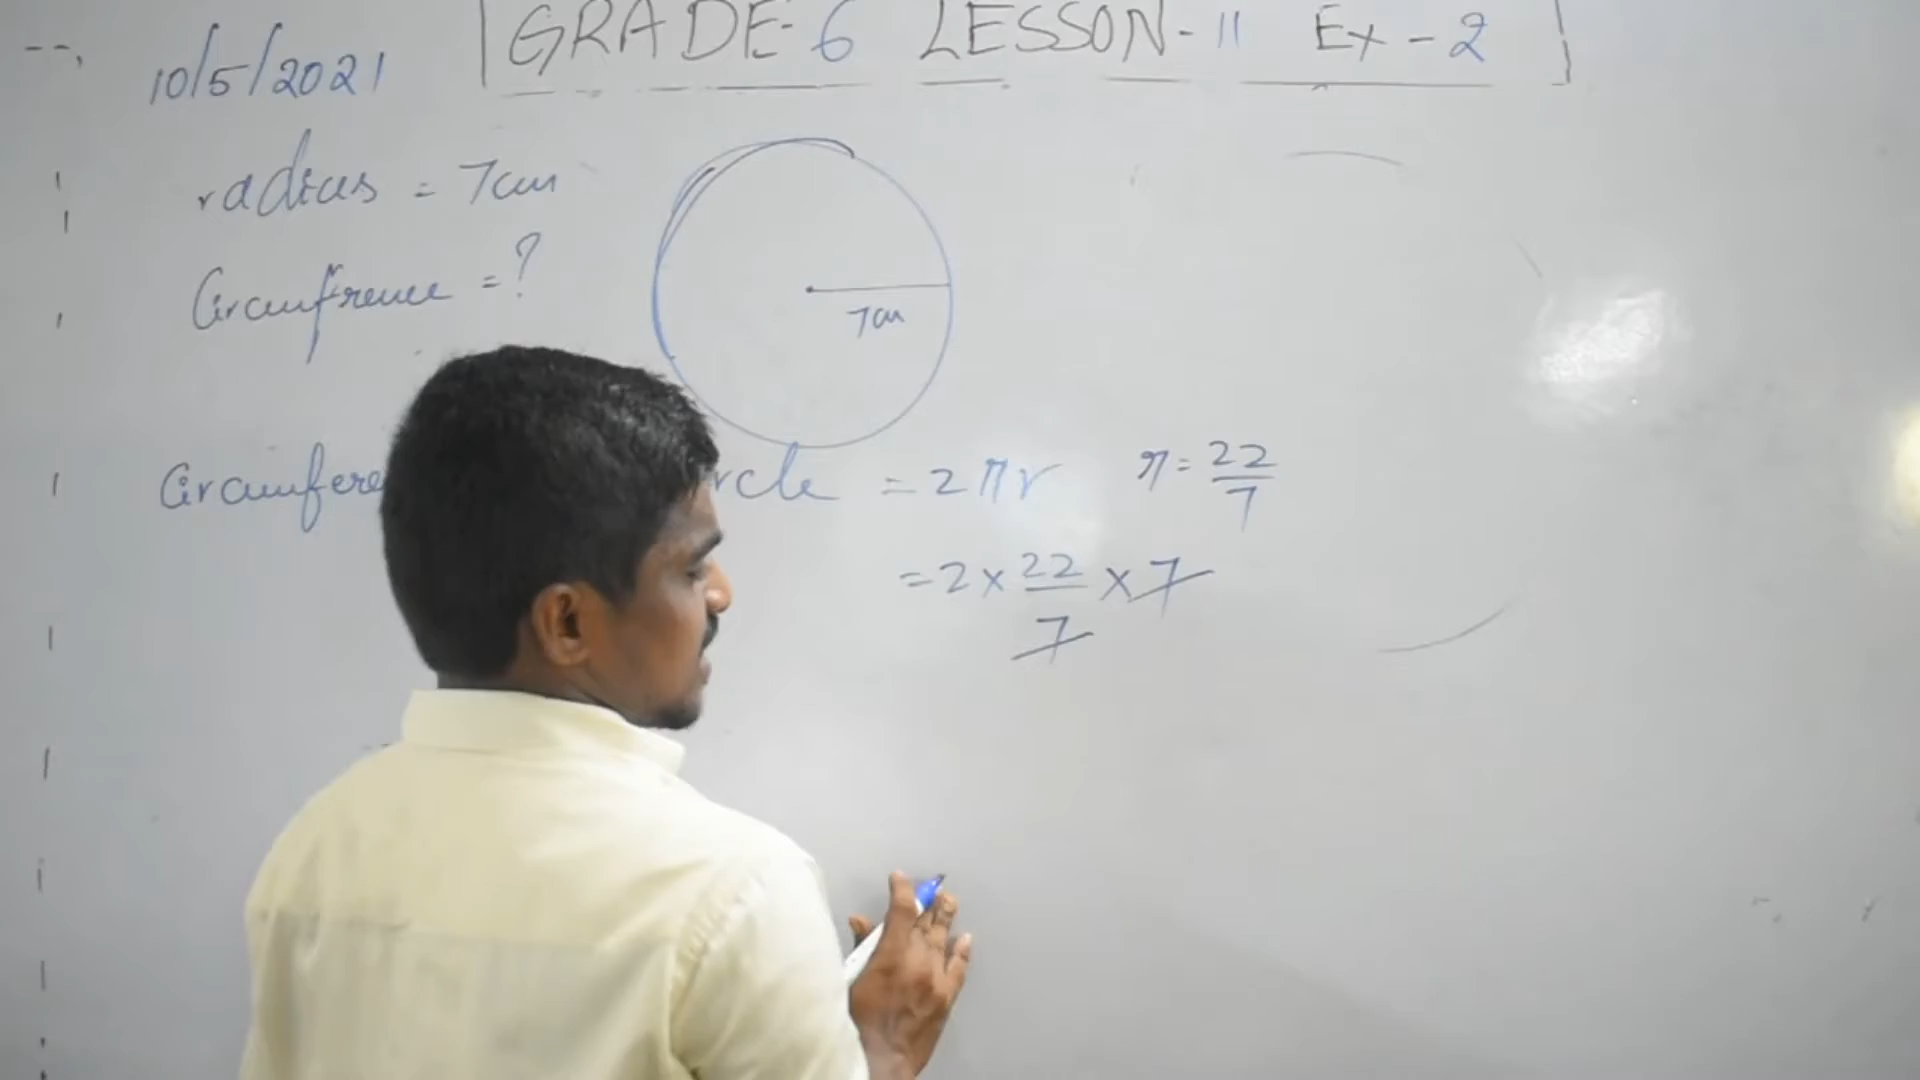 GRADE-6 LESSON-11 Ex-2
10/5/2021
radius = 7cm
Circumfrence = ?
7cm
Circumfere rcle = 2πr π = 22/7
= 2 × 22/7 × 7